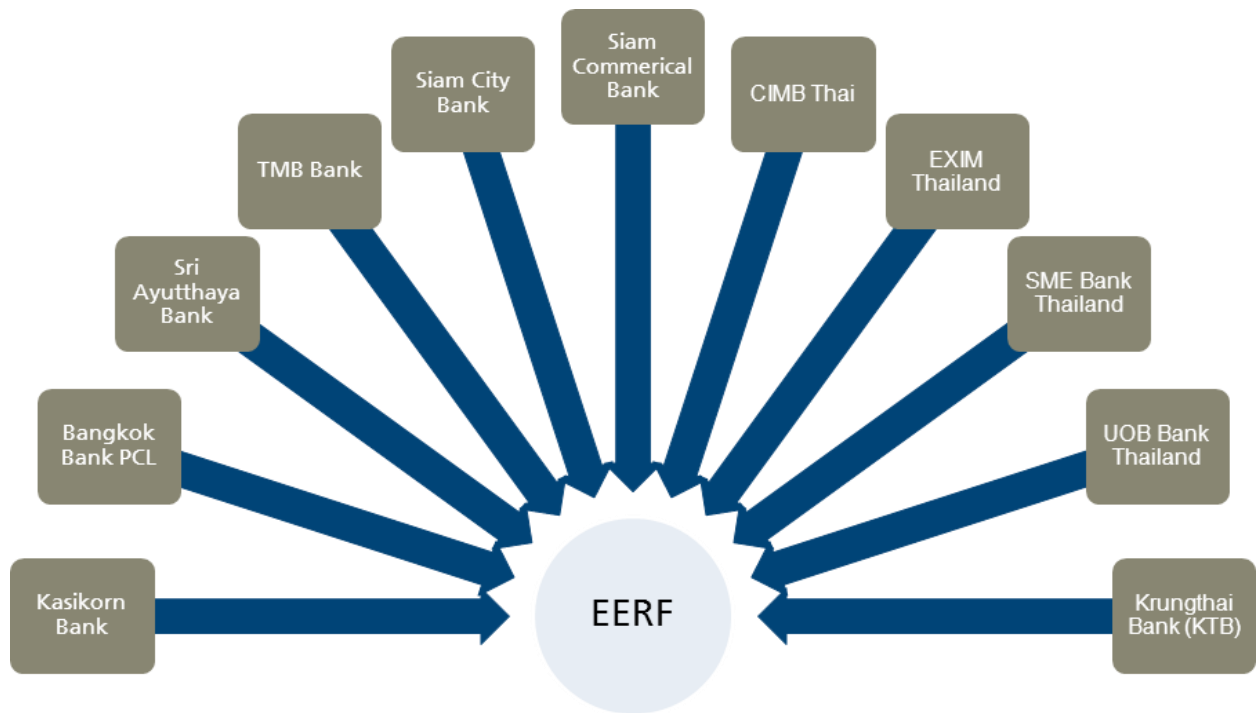 Siam
Commerical
Bank
Siam City
Bank
CIMB Thai
TMB Bank
EXIM
Thailand
Sri
Ayutthaya
Bank
SME Bank
Thailand
Bangkok
Bank PCL
UOB Bank
Thailand
Kasikorn
Bank
EERF
Krungthai
Bank (KTB)